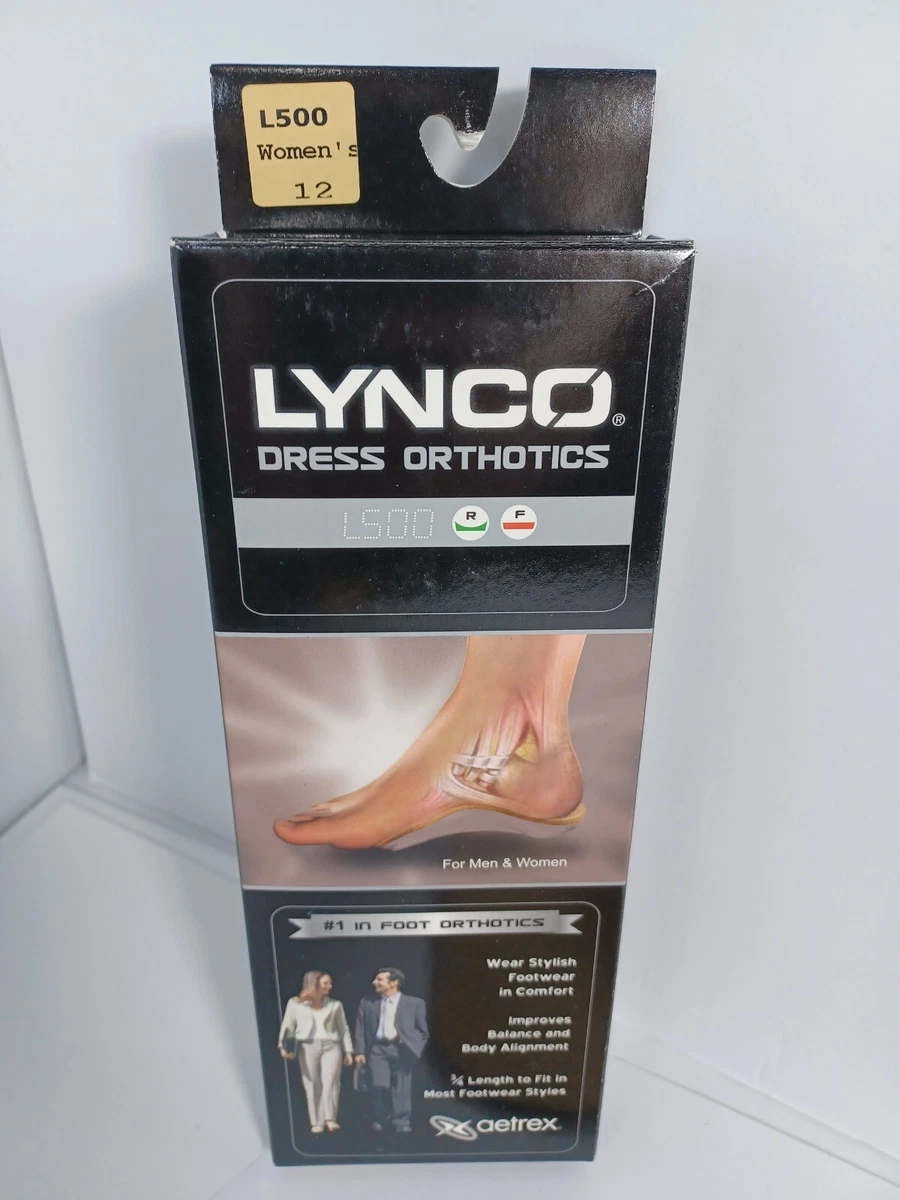 L500
Women's
12
LYNCO®
DRESS ORTHOTICS
L500 R F
For Men & Women
#1 IN FOOT ORTHOTICS
Wear Stylish
Footwear
in Comfort
Improves
Balance and
Body Alignment
¾ Length to Fit in
Most Footwear Styles
aetrex